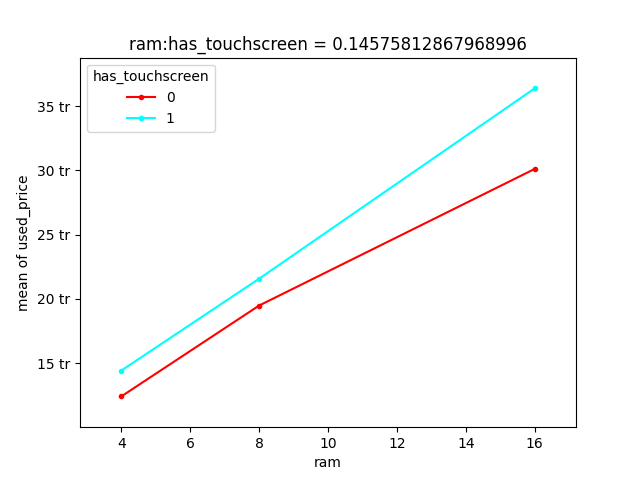 ram:has_touchscreen = 0.14575812867968996
has_touchscreen
0
1
mean of used_price
35 tr
30 tr
25 tr
20 tr
15 tr
4
6
8
10
12
14
16
ram